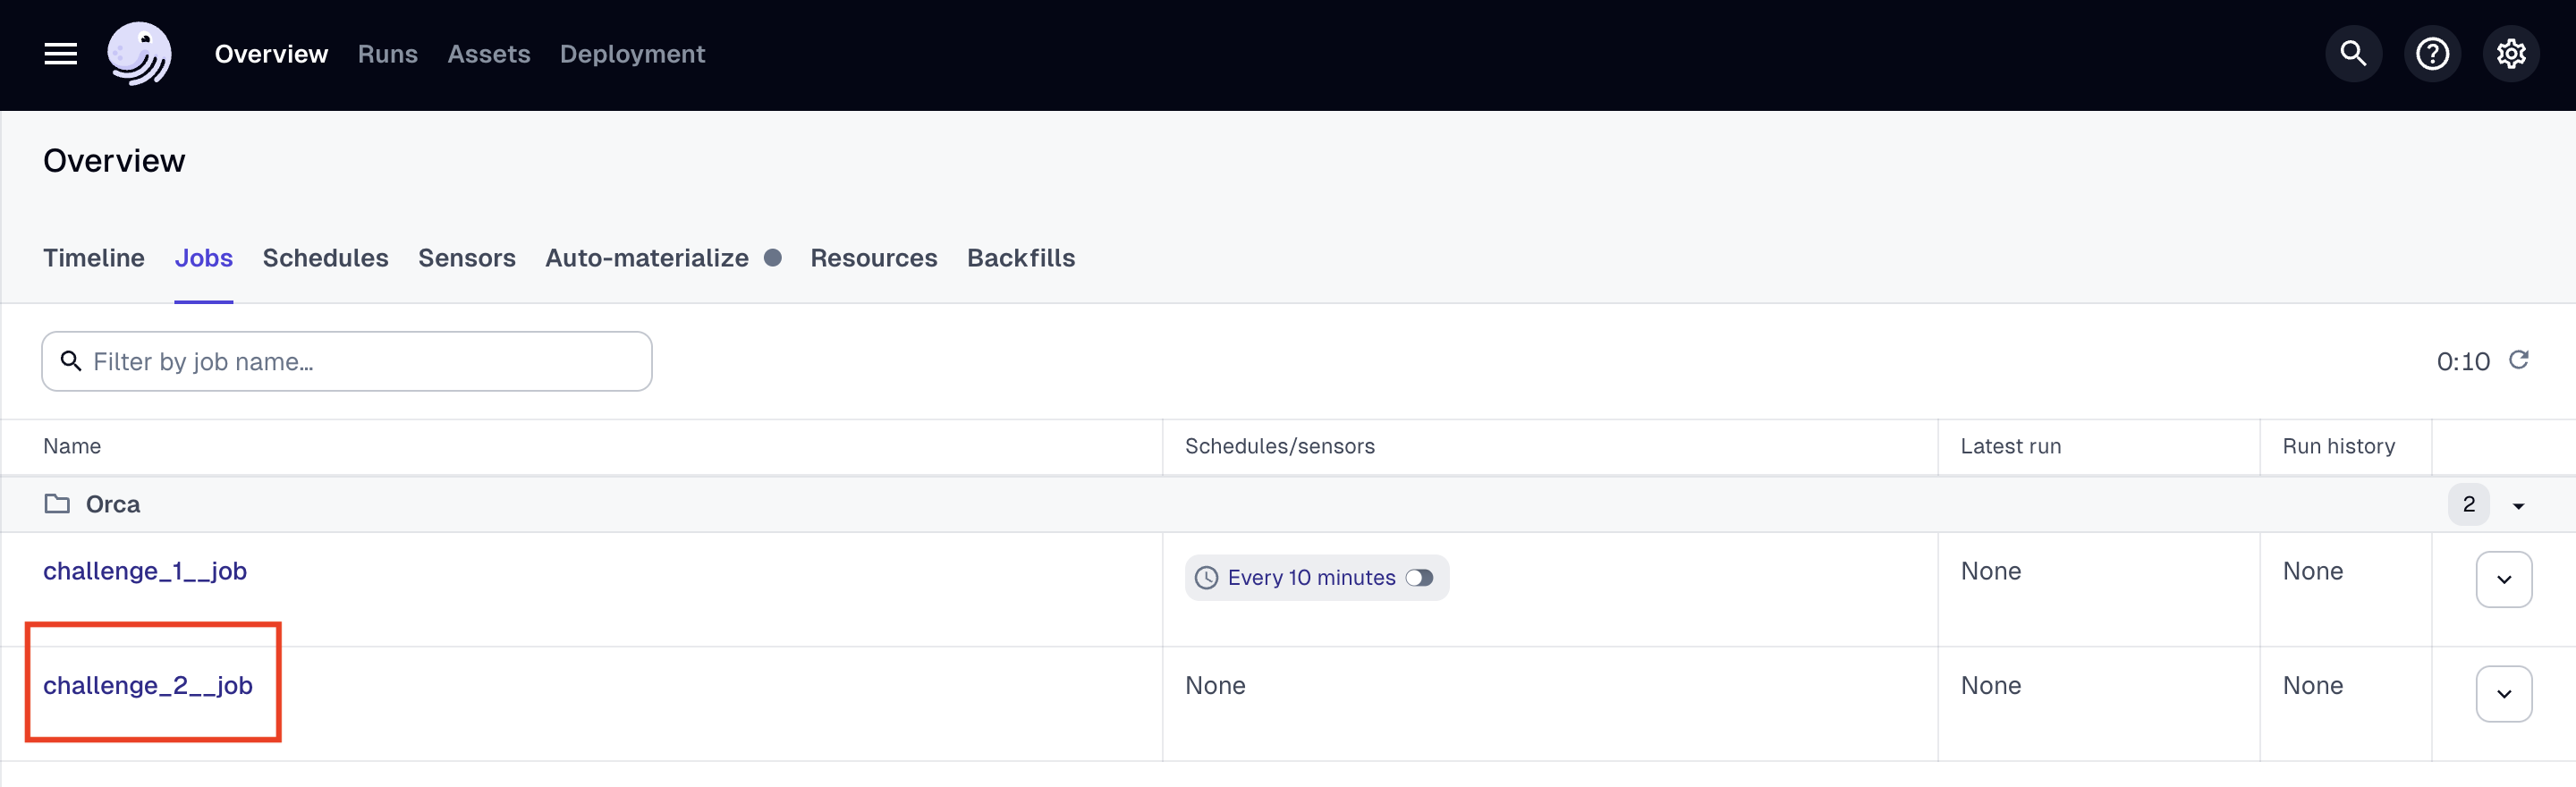 Overview Runs Assets Deployment
Overview
Timeline Jobs Schedules Sensors Auto-materialize Resources Backfills
Filter by job name... 0:10
Name Schedules/sensors Latest run Run history
Orca 2
challenge_1__job Every 10 minutes None None
challenge_2__job None None None